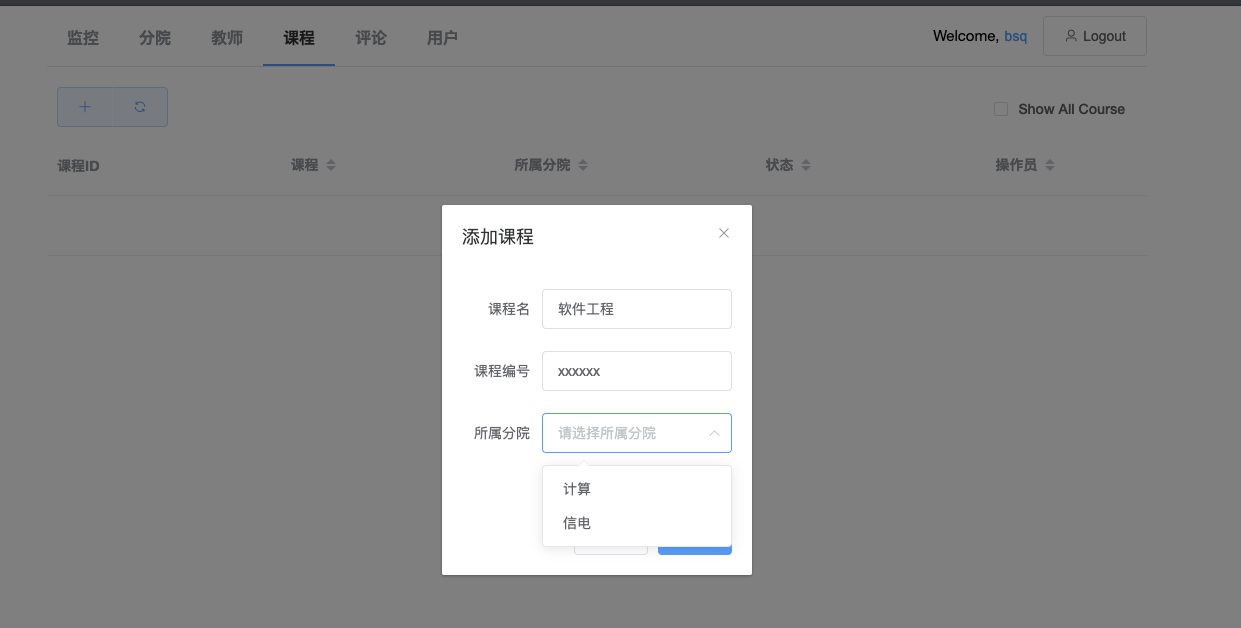 监控 分院 教师 课程 评论 用户 Welcome, bsq Logout
Show All Course
课程ID 课程 所属分院 状态 操作员
添加课程
课程名 软件工程
课程编号 xxxxxx
所属分院 请选择所属分院
计算
信电